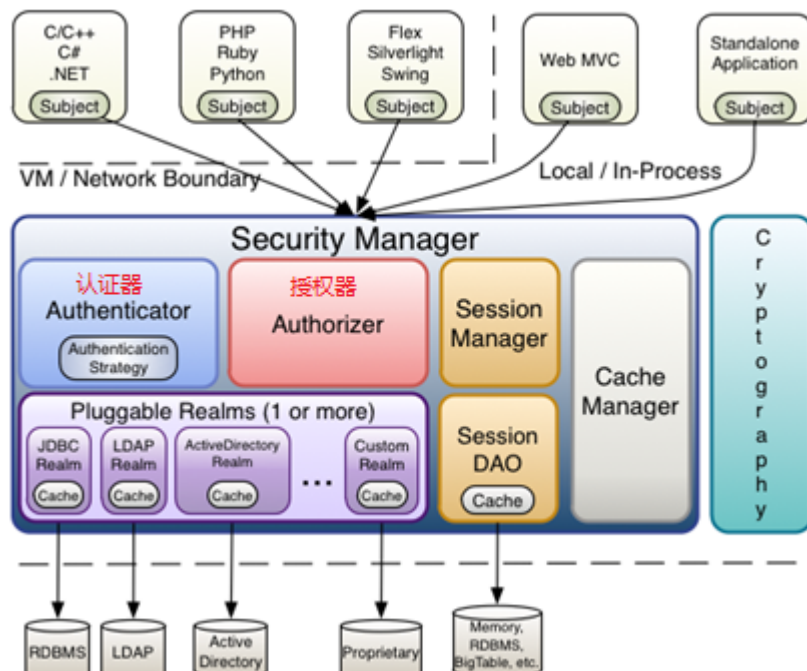 C/C++
C#
.NET
Subject
PHP
Ruby
Python
Subject
Flex
Silverlight
Swing
Subject
Web MVC
Subject
Standalone
Application
Subject
VM / Network Boundary
Local / In-Process
Security Manager
认证器
Authenticator
Authentication
Strategy
授权器
Authorizer
Session
Manager
Cache
Manager
Cryptography
Pluggable Realms (1 or more)
JDBC
Realm
Cache
LDAP
Realm
Cache
ActiveDirectory
Realm
Cache
...
Custom
Realm
Cache
Session
DAO
Cache
RDBMS
LDAP
Active
Directory
Proprietary
Memory,
RDBMS,
BigTable, etc.